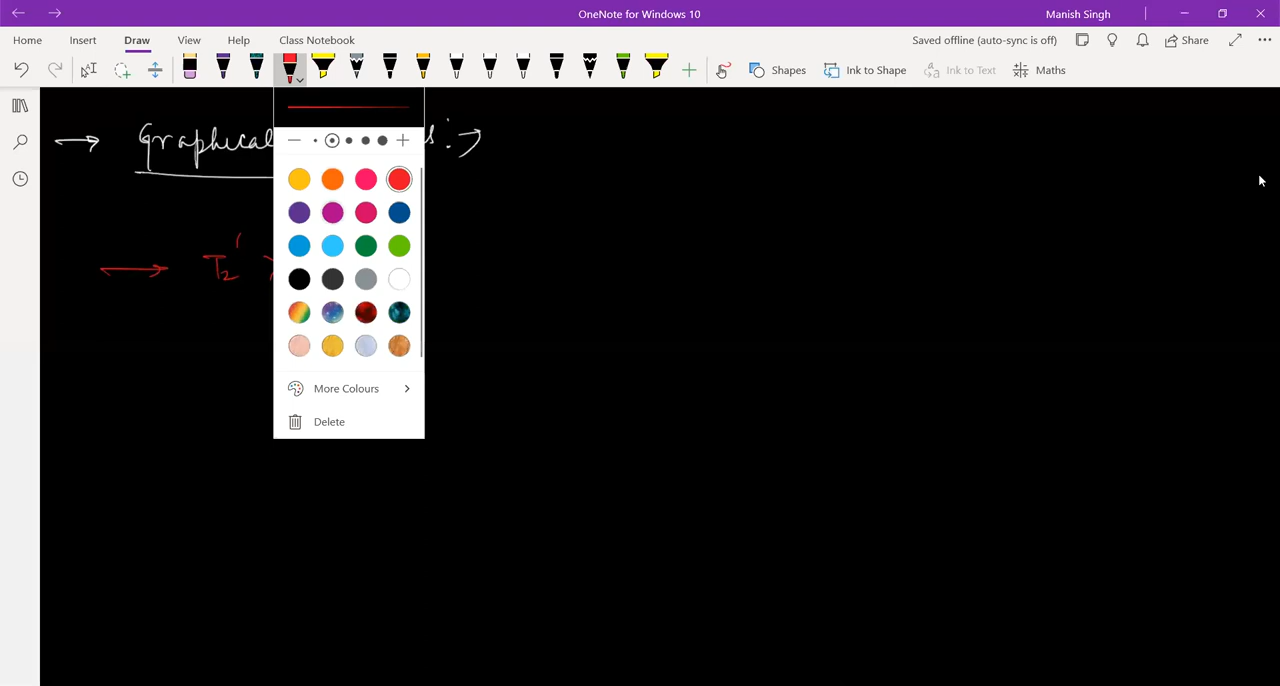 OneNote for Windows 10
Manish Singh
Home Insert Draw View Help Class Notebook
Saved offline (auto-sync is off) Share
Shapes Ink to Shape Ink to Text Maths
→ Graphical
→ T₂'
More Colours
Delete